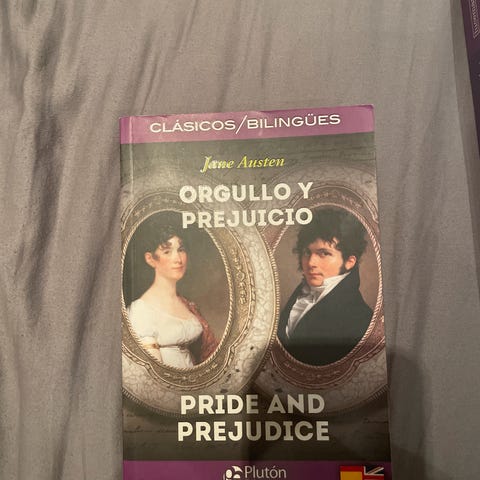 CLÁSICOS/BILINGÜES
Jane Austen
ORGULLO Y
PREJUICIO
PRIDE AND
PREJUDICE
Plutón